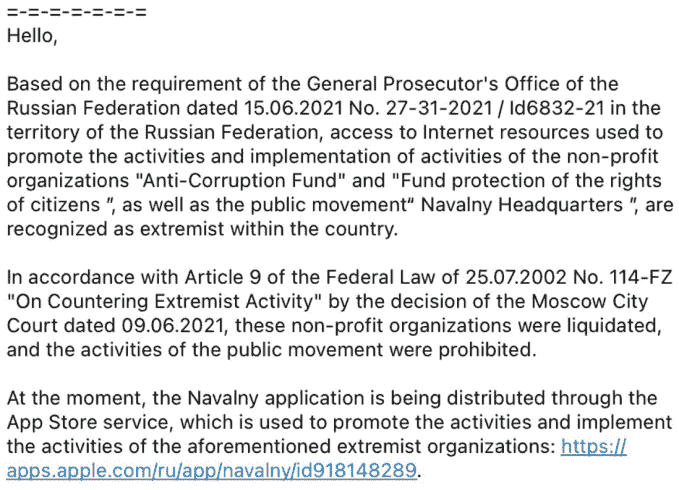 =-=-=-=-=-=-=
Hello,
Based on the requirement of the General Prosecutor's Office of the
Russian Federation dated 15.06.2021 No. 27-31-2021 / Id6832-21 in the
territory of the Russian Federation, access to Internet resources used to
promote the activities and implementation of activities of the non-profit
organizations "Anti-Corruption Fund" and "Fund protection of the rights
of citizens ”, as well as the public movement“ Navalny Headquarters ”, are
recognized as extremist within the country.
In accordance with Article 9 of the Federal Law of 25.07.2002 No. 114-FZ
"On Countering Extremist Activity" by the decision of the Moscow City
Court dated 09.06.2021, these non-profit organizations were liquidated,
and the activities of the public movement were prohibited.
At the moment, the Navalny application is being distributed through the
App Store service, which is used to promote the activities and implement
the activities of the aforementioned extremist organizations: https://
apps.apple.com/ru/app/navalny/id918148289.